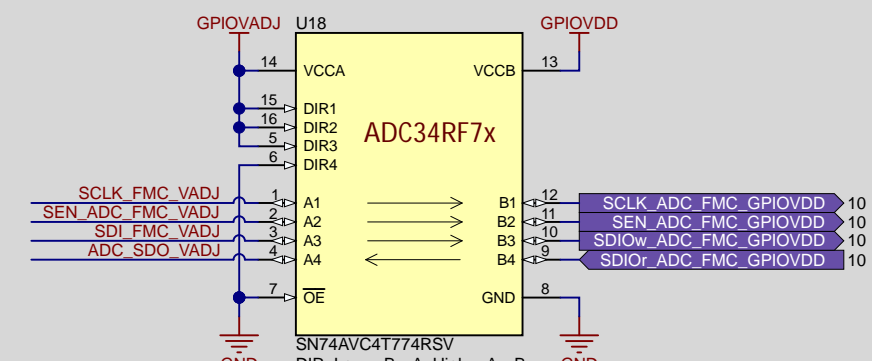 GPIOVADJ U18 GPIOVDD
14 VCCA VCCB 13
15 DIR1
16 DIR2
ADC34RF7x
5 DIR3
6 DIR4
SCLK_FMC_VADJ 1 A1 B1 12 SCLK_ADC_FMC_GPIOVDD 10
SEN_ADC_FMC_VADJ 2 A2 B2 11 SEN_ADC_FMC_GPIOVDD 10
SDI_FMC_VADJ 3 A3 B3 10 SDIOw_ADC_FMC_GPIOVDD 10
ADC_SDO_VADJ 4 A4 B4 9 SDIOr_ADC_FMC_GPIOVDD 10
7 OE GND 8
SN74AVC4T774RSV
GND GND